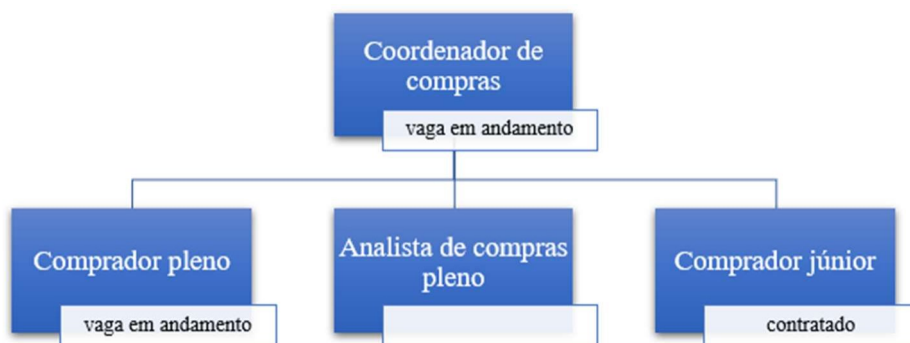 Coordenador de
compras
vaga em andamento
Comprador pleno
vaga em andamento
Analista de compras
pleno
Comprador júnior
contratado